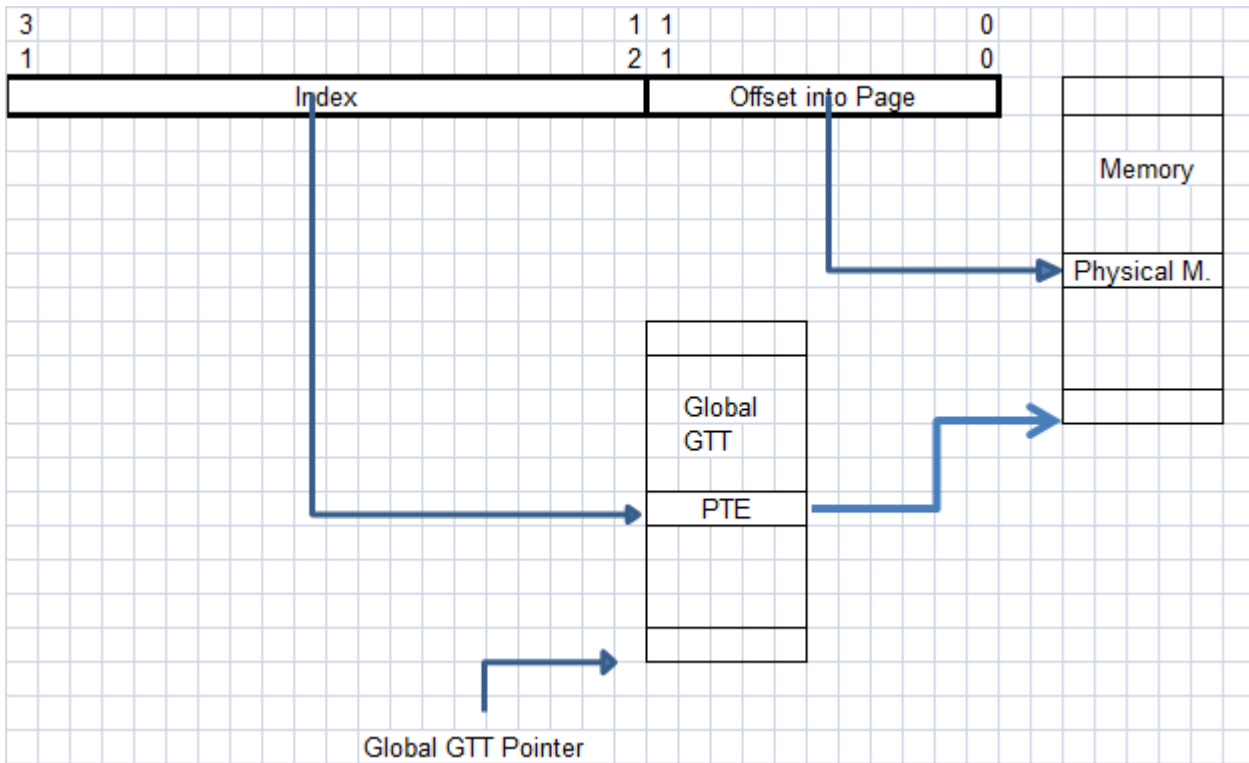 3 1 1 0
1 2 1 0
Index Offset into Page
Memory
Physical M.
Global
GTT
PTE
Global GTT Pointer